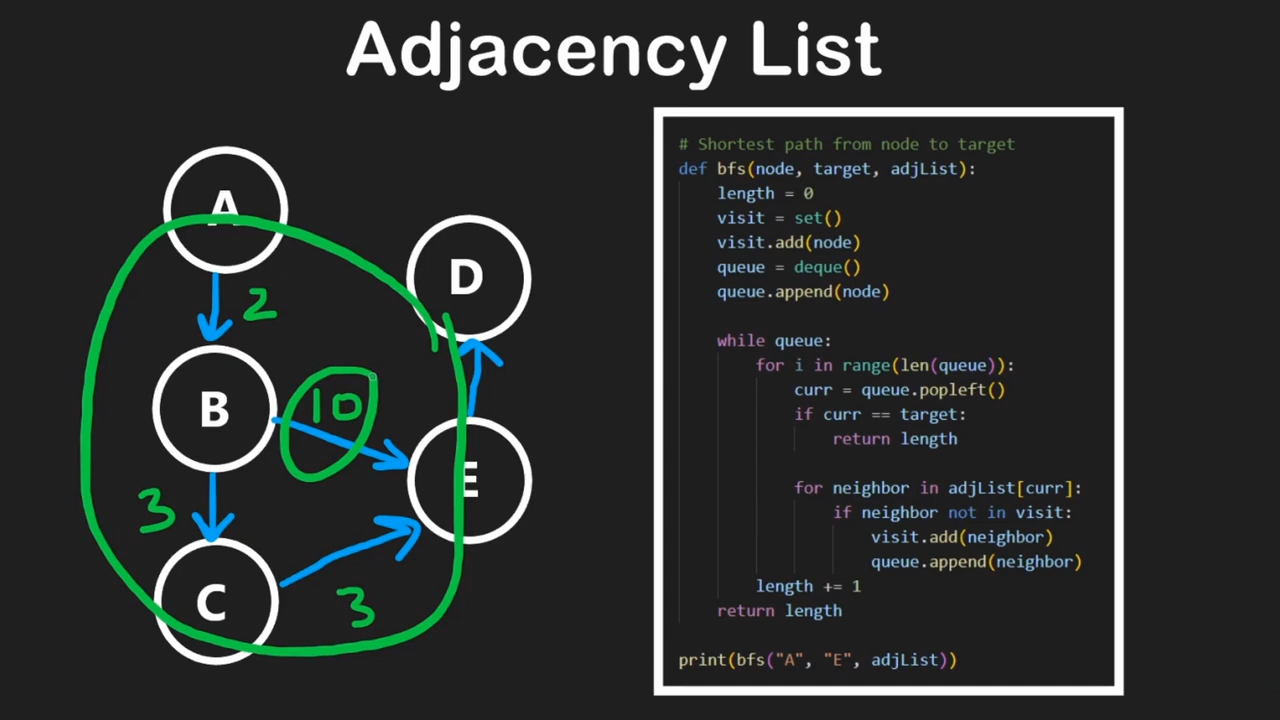 Adjacency List
A
2
D
B
10
E
3
C
3
# Shortest path from node to target
def bfs(node, target, adjList):
    length = 0
    visit = set()
    visit.add(node)
    queue = deque()
    queue.append(node)

    while queue:
        for i in range(len(queue)):
            curr = queue.popleft()
            if curr == target:
                return length

            for neighbor in adjList[curr]:
                if neighbor not in visit:
                    visit.add(neighbor)
                    queue.append(neighbor)
        length += 1
    return length

print(bfs("A", "E", adjList))